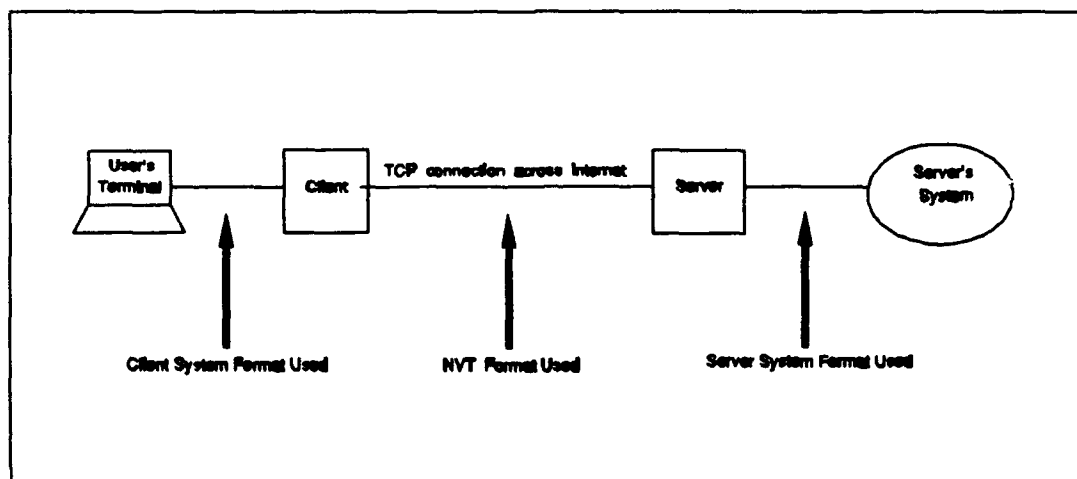 User's
Terminal
Client
TCP connection across Internet
Server
Server's
System
Client System Format Used
NVT Format Used
Server System Format Used